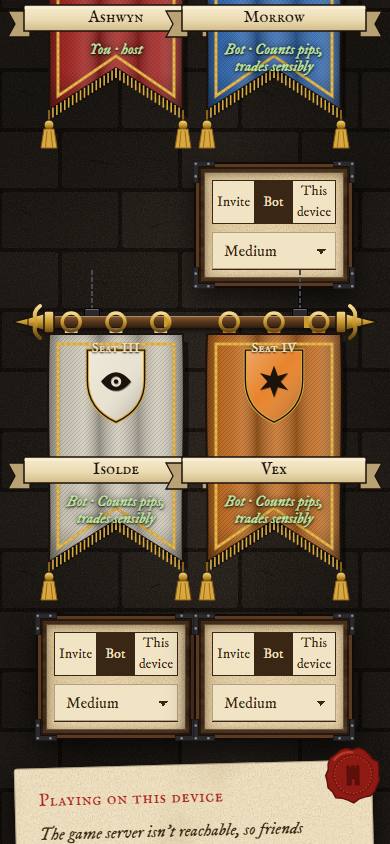 Ashwyn
Morrow
You · host
Bot · Counts pips,
trades sensibly
Invite
Bot
This
device
Medium
Seat III
Seat IV
Isolde
Vex
Bot · Counts pips,
trades sensibly
Bot · Counts pips,
trades sensibly
Invite
Bot
This
device
Invite
Bot
This
device
Medium
Medium
Playing on this device
The game server isn't reachable, so friends